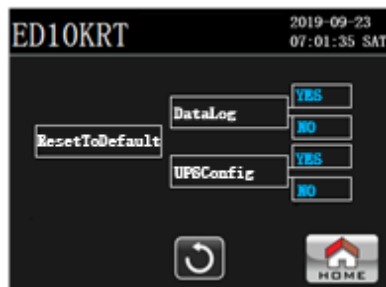 ED10KRT
2019-09-23
07:01:35 SAT
YES
DataLog
NO
ResetToDefault
YES
UPSConfig
NO
HOME